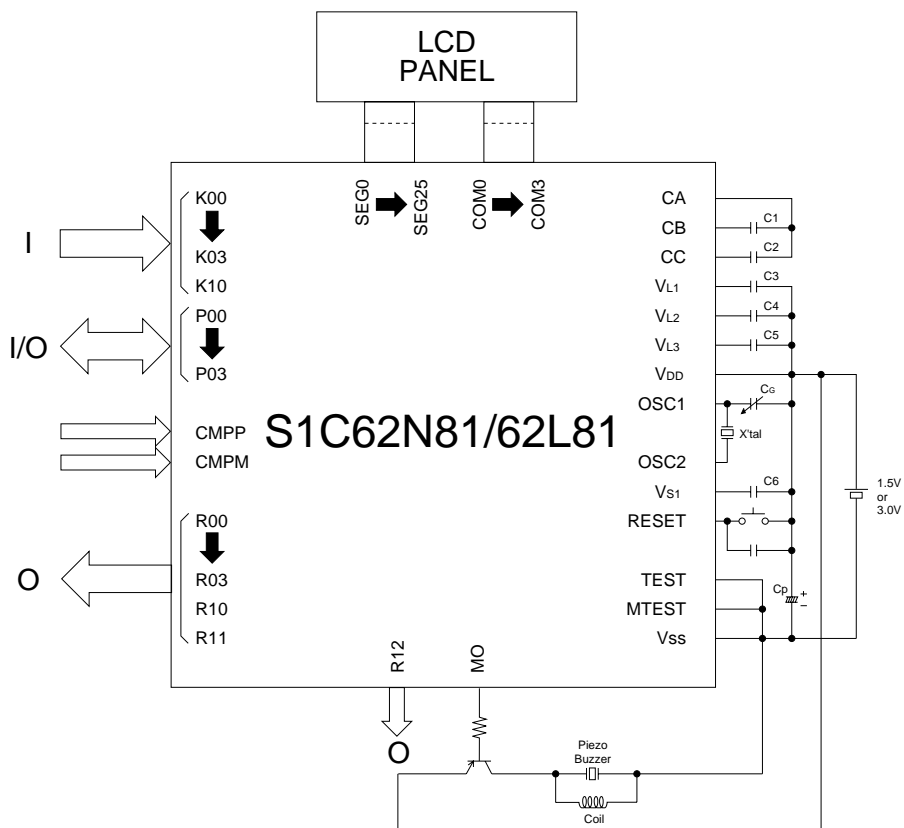 LCD
PANEL
SEG0
SEG25
COM0
COM3
K00
K03
K10
I
P00
P03
I/O
CMPP
CMPM
S1C62N81/62L81
R00
R03
R10
R11
O
R12
MO
O
CA
CB
C1
CC
C2
VL1
C3
VL2
C4
VL3
C5
VDD
OSC1
CG
X'tal
OSC2
VS1
C6
RESET
1.5V
or
3.0V
TEST
MTEST
Cp
+
–
Vss
Piezo
Buzzer
Coil